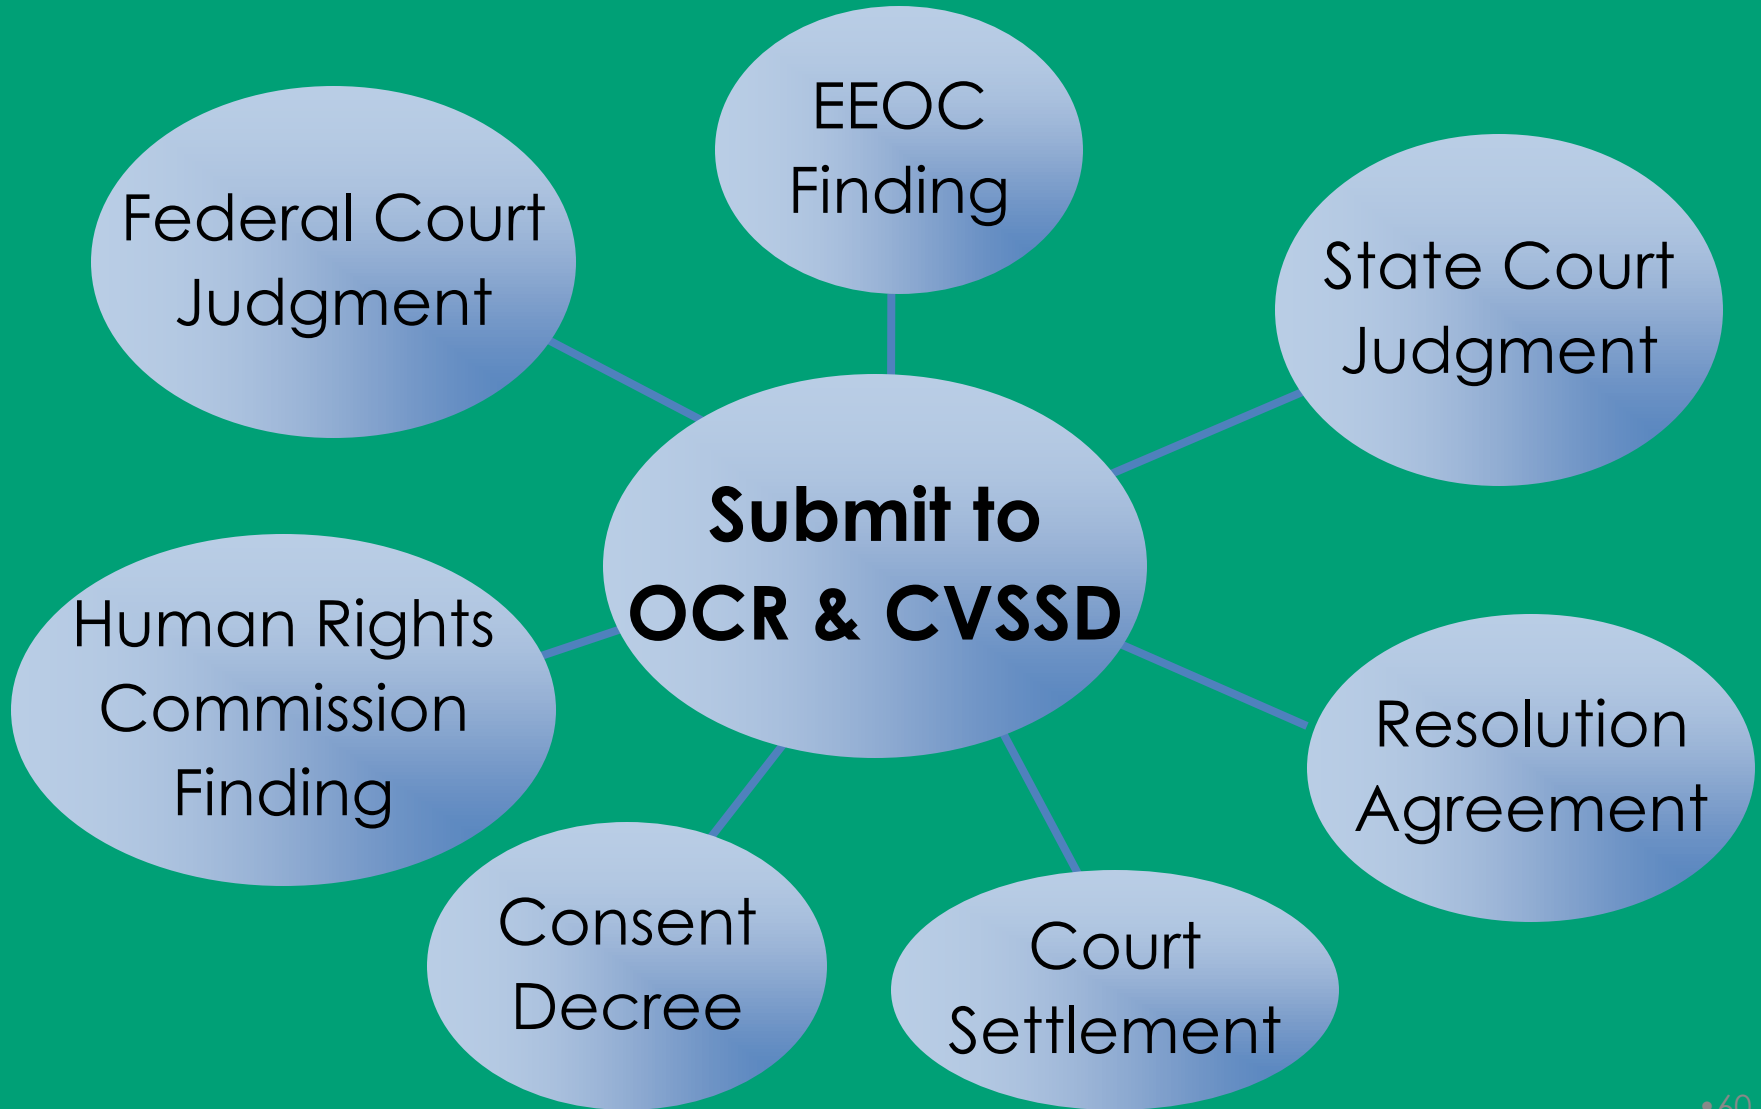 EEOC
Finding
Federal Court
Judgment
State Court
Judgment
Submit to
OCR & CVSSD
Human Rights
Commission
Finding
Resolution
Agreement
Consent
Decree
Court
Settlement
•60